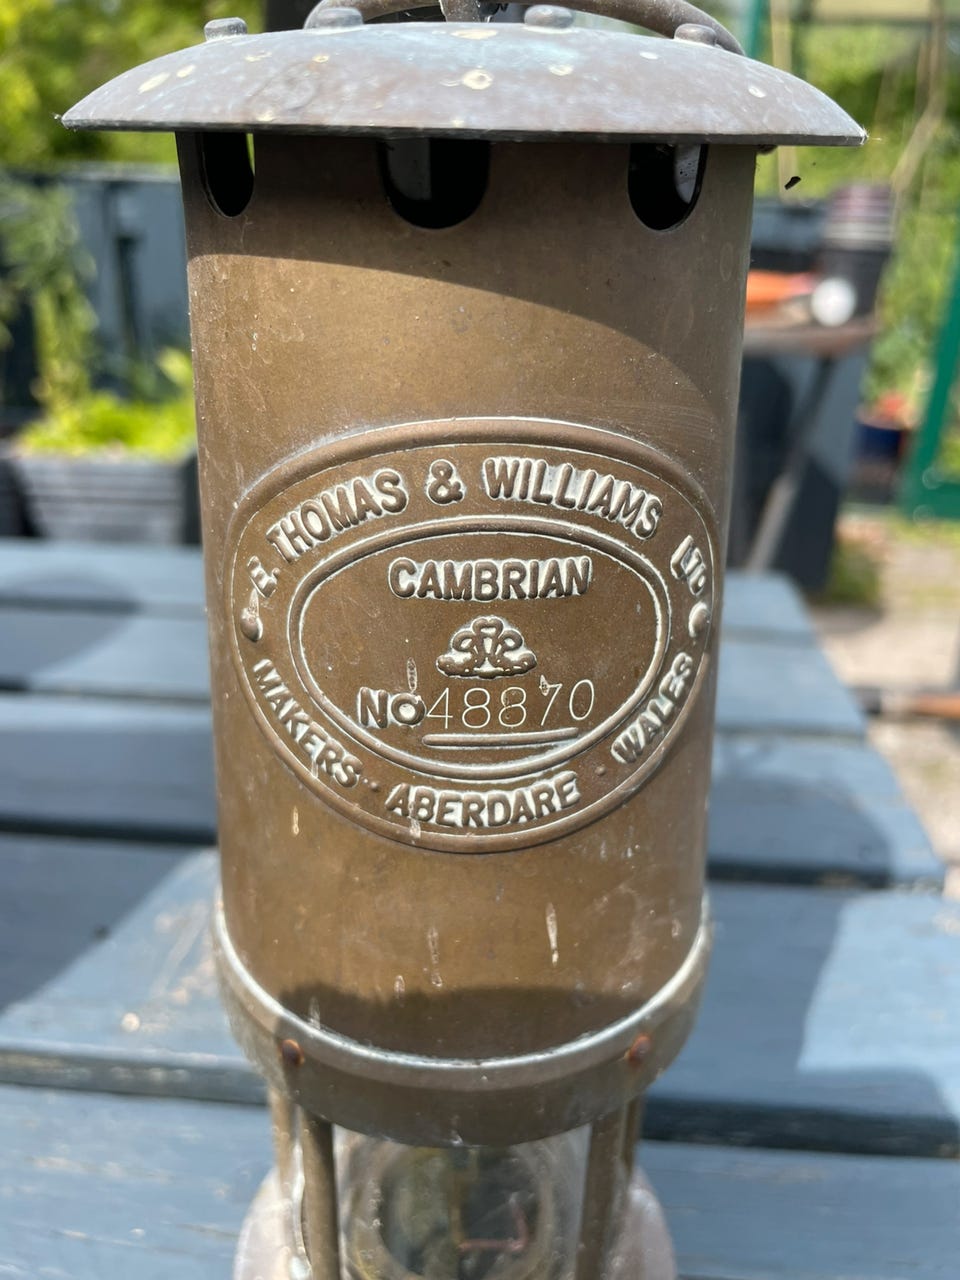 E. THOMAS & WILLIAMS LTD
CAMBRIAN
NO 48870
MAKERS·· ABERDARE · WALES